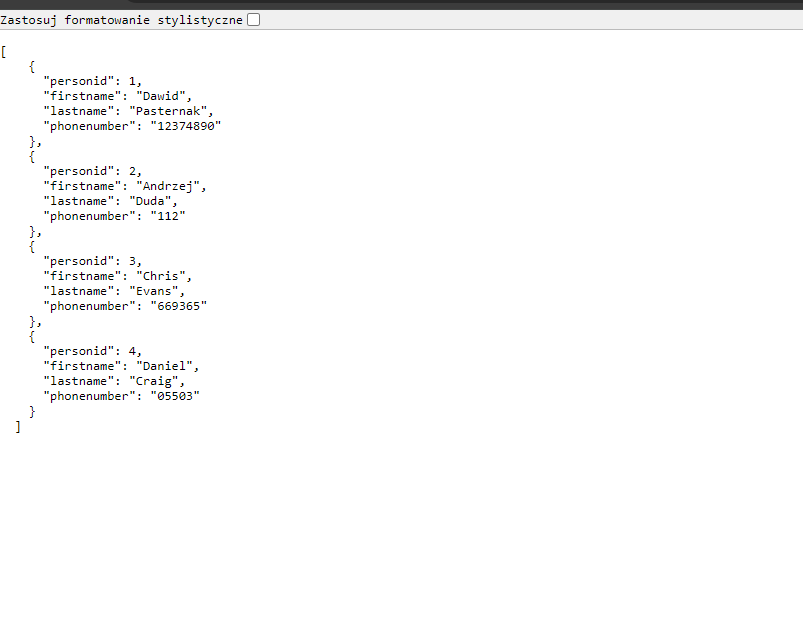 Zastosuj formatowanie stylistyczne
[
    {
      "personid": 1,
      "firstname": "Dawid",
      "lastname": "Pasternak",
      "phonenumber": "12374890"
    },
    {
      "personid": 2,
      "firstname": "Andrzej",
      "lastname": "Duda",
      "phonenumber": "112"
    },
    {
      "personid": 3,
      "firstname": "Chris",
      "lastname": "Evans",
      "phonenumber": "669365"
    },
    {
      "personid": 4,
      "firstname": "Daniel",
      "lastname": "Craig",
      "phonenumber": "05503"
    }
  ]